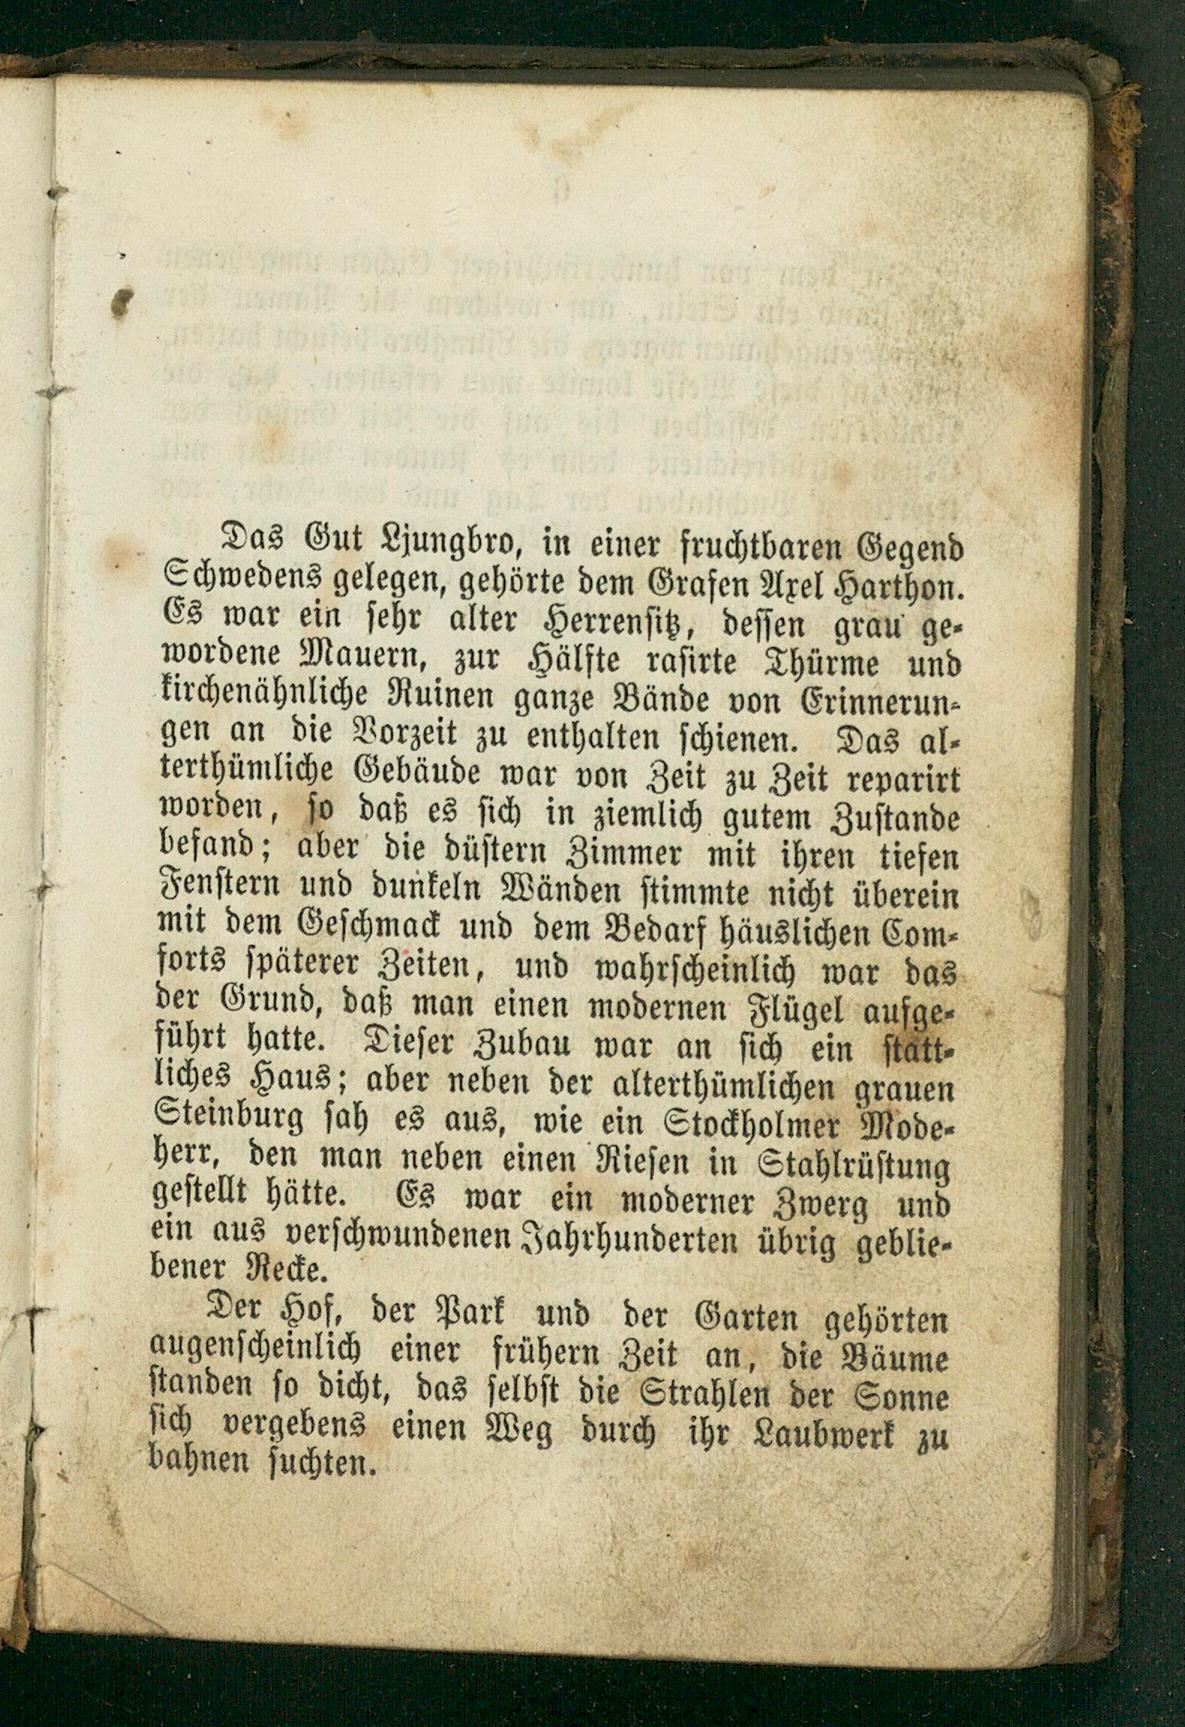 Das Gut Ljungbro, in einer fruchtbaren Gegend
Schwedens gelegen, gehörte dem Grafen Axel Harthon.
Es war ein sehr alter Herrensitz, dessen grau ge-
wordene Mauern, zur Hälfte rasirte Thürme und
kirchenähnliche Ruinen ganze Bände von Erinnerun-
gen an die Vorzeit zu enthalten schienen. Das al-
terthümliche Gebäude war von Zeit zu Zeit reparirt
worden, so daß es sich in ziemlich gutem Zustande
befand; aber die düstern Zimmer mit ihren tiefen
Fenstern und dunkeln Wänden stimmte nicht überein
mit dem Geschmack und dem Bedarf häuslichen Com-
forts späterer Zeiten, und wahrscheinlich war das
der Grund, daß man einen modernen Flügel aufge-
führt hatte. Dieser Zubau war an sich ein statt-
liches Haus; aber neben der alterthümlichen grauen
Steinburg sah es aus, wie ein Stockholmer Mode-
herr, den man neben einen Riesen in Stahlrüstung
gestellt hätte. Es war ein moderner Zwerg und
ein aus verschwundenen Jahrhunderten übrig geblie-
bener Recke.
Der Hof, der Park und der Garten gehörten
augenscheinlich einer frühern Zeit an, die Bäume
standen so dicht, das selbst die Strahlen der Sonne
sich vergebens einen Weg durch ihr Laubwerk zu
bahnen suchten.